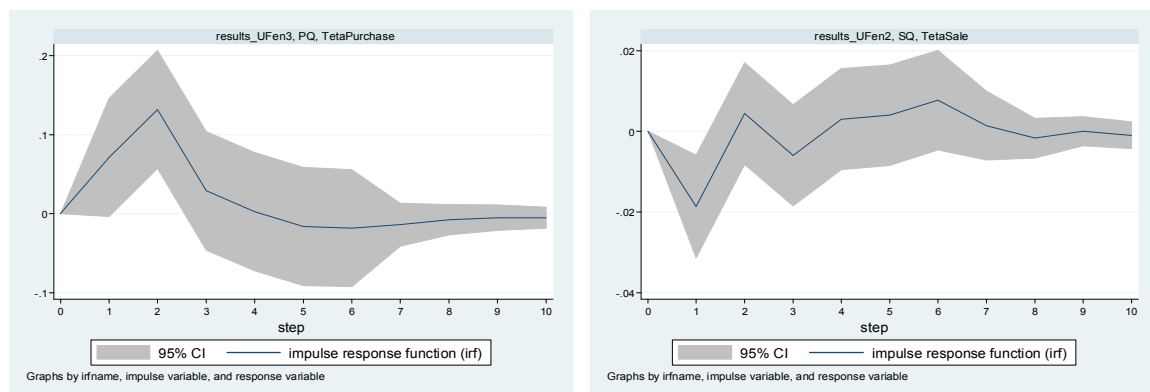 results_UFen3, PQ, TetaPurchase
.2
.1
0
-.1
0 1 2 3 4 5 6 7 8 9 10
step
95% CI impulse response function (irf)
Graphs by irfname, impulse variable, and response variable
results_UFen2, SQ, TetaSale
.02
0
-.02
-.04
0 1 2 3 4 5 6 7 8 9 10
step
95% CI impulse response function (irf)
Graphs by irfname, impulse variable, and response variable